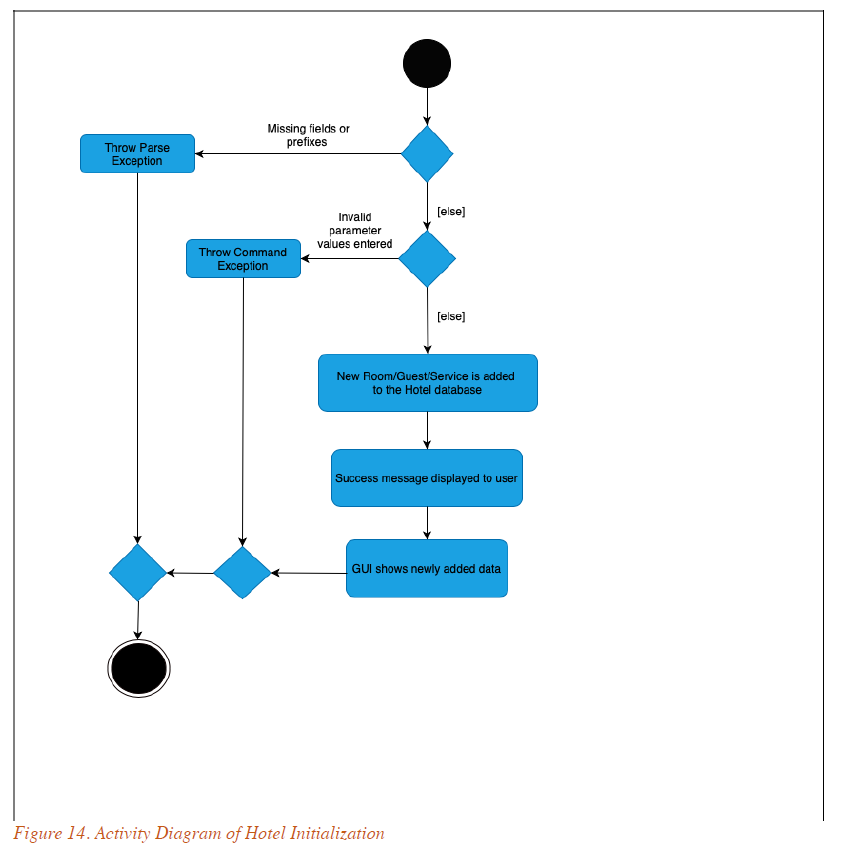 Missing fields or
prefixes
Throw Parse
Exception
[else]
Invalid
parameter
values entered
Throw Command
Exception
[else]
New Room/Guest/Service is added
to the Hotel database
Success message displayed to user
GUI shows newly added data
Figure 14. Activity Diagram of Hotel Initialization